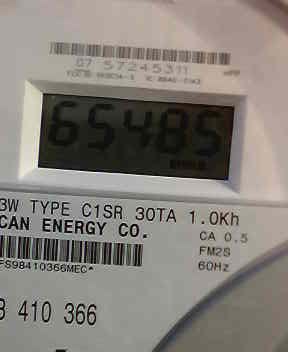 07 57245311
65485
3W TYPE C1SR 30TA 1.0Kh
CAN ENERGY CO.
CA 0.5
FM2S
60Hz
FS98410366MEC*
410 366